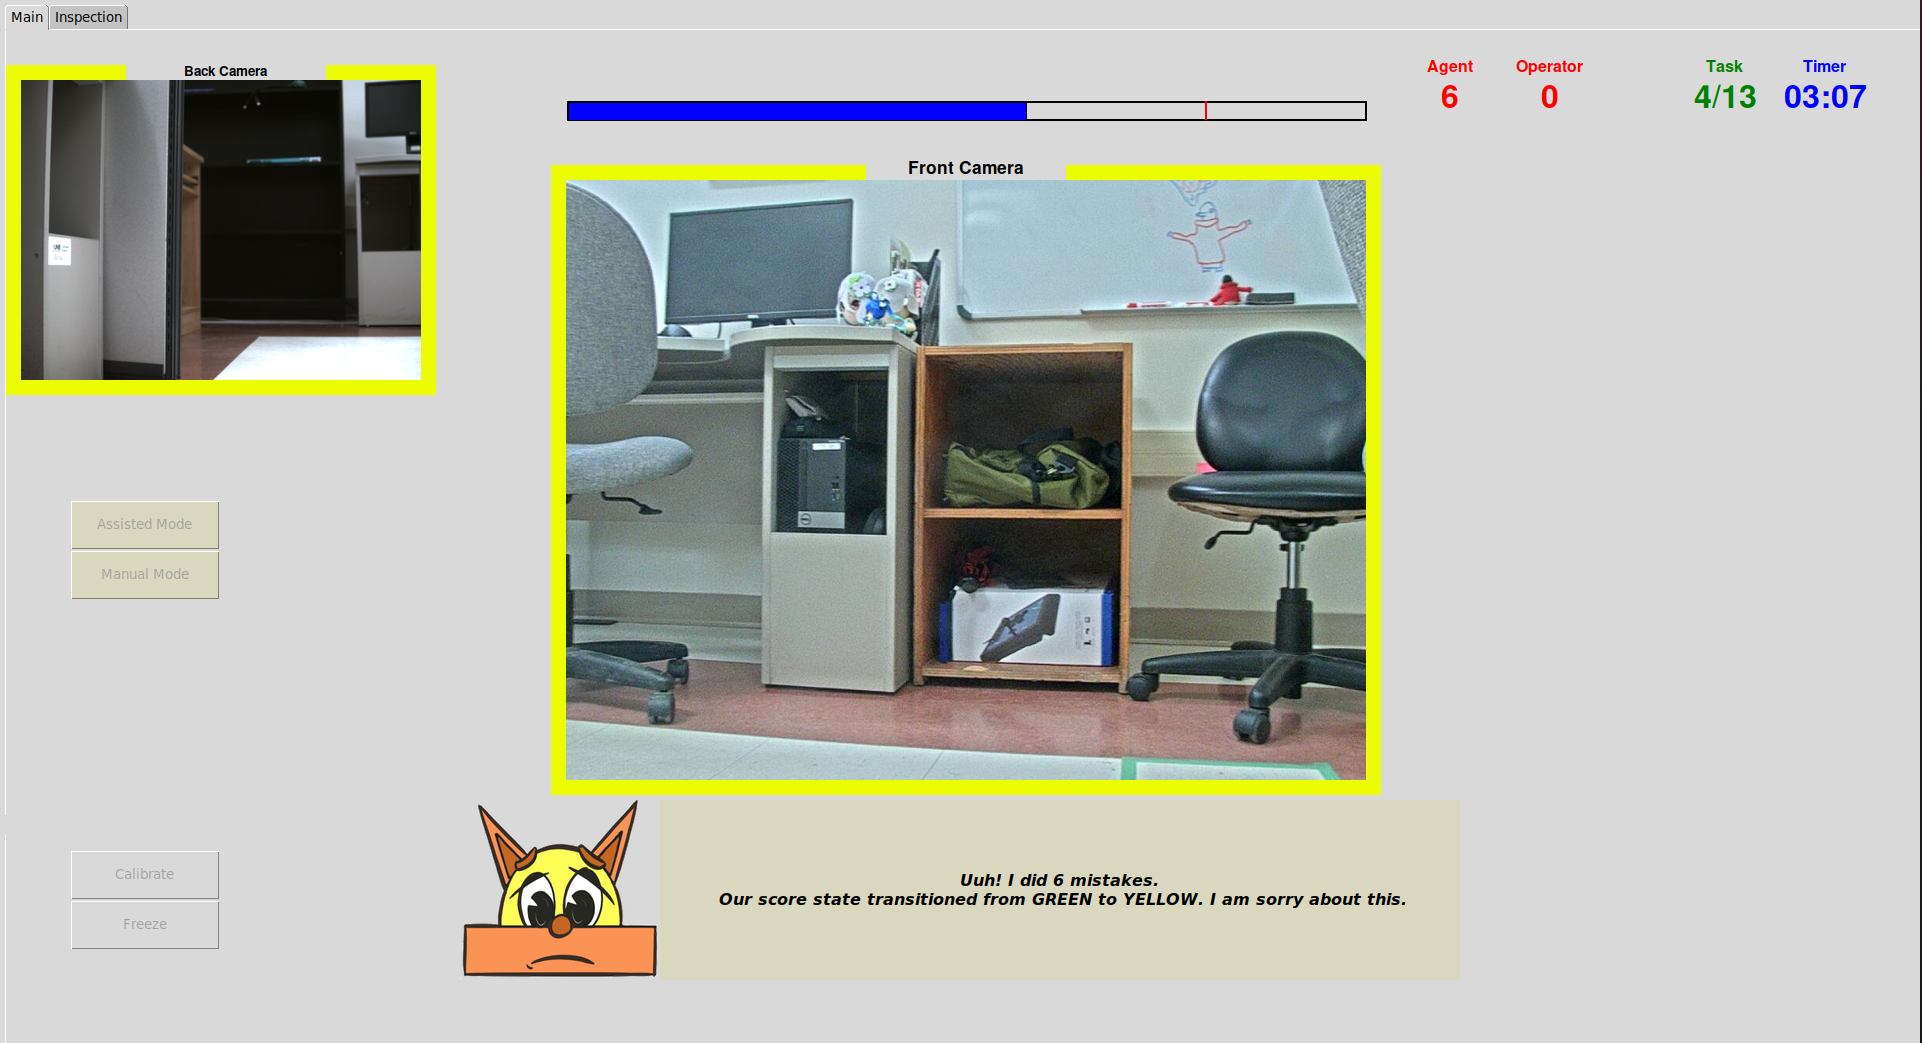 Main Inspection
Back Camera
Agent Operator Task Timer
6 0 4/13 03:07
Front Camera
Assisted Mode
Manual Mode
Calibrate
Freeze
Uuh! I did 6 mistakes.
Our score state transitioned from GREEN to YELLOW. I am sorry about this.